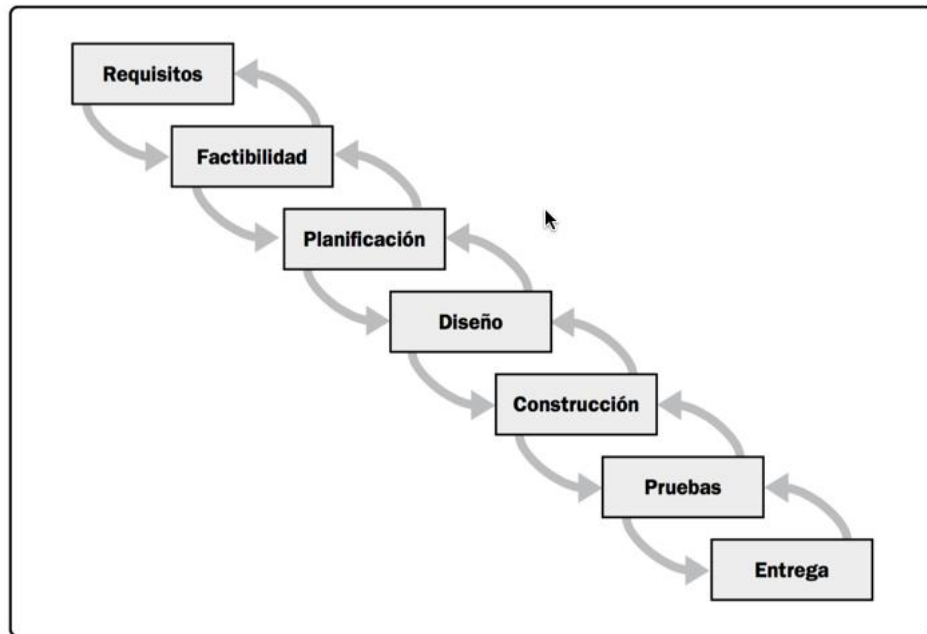 Requisitos
Factibilidad
Planificación
Diseño
Construcción
Pruebas
Entrega